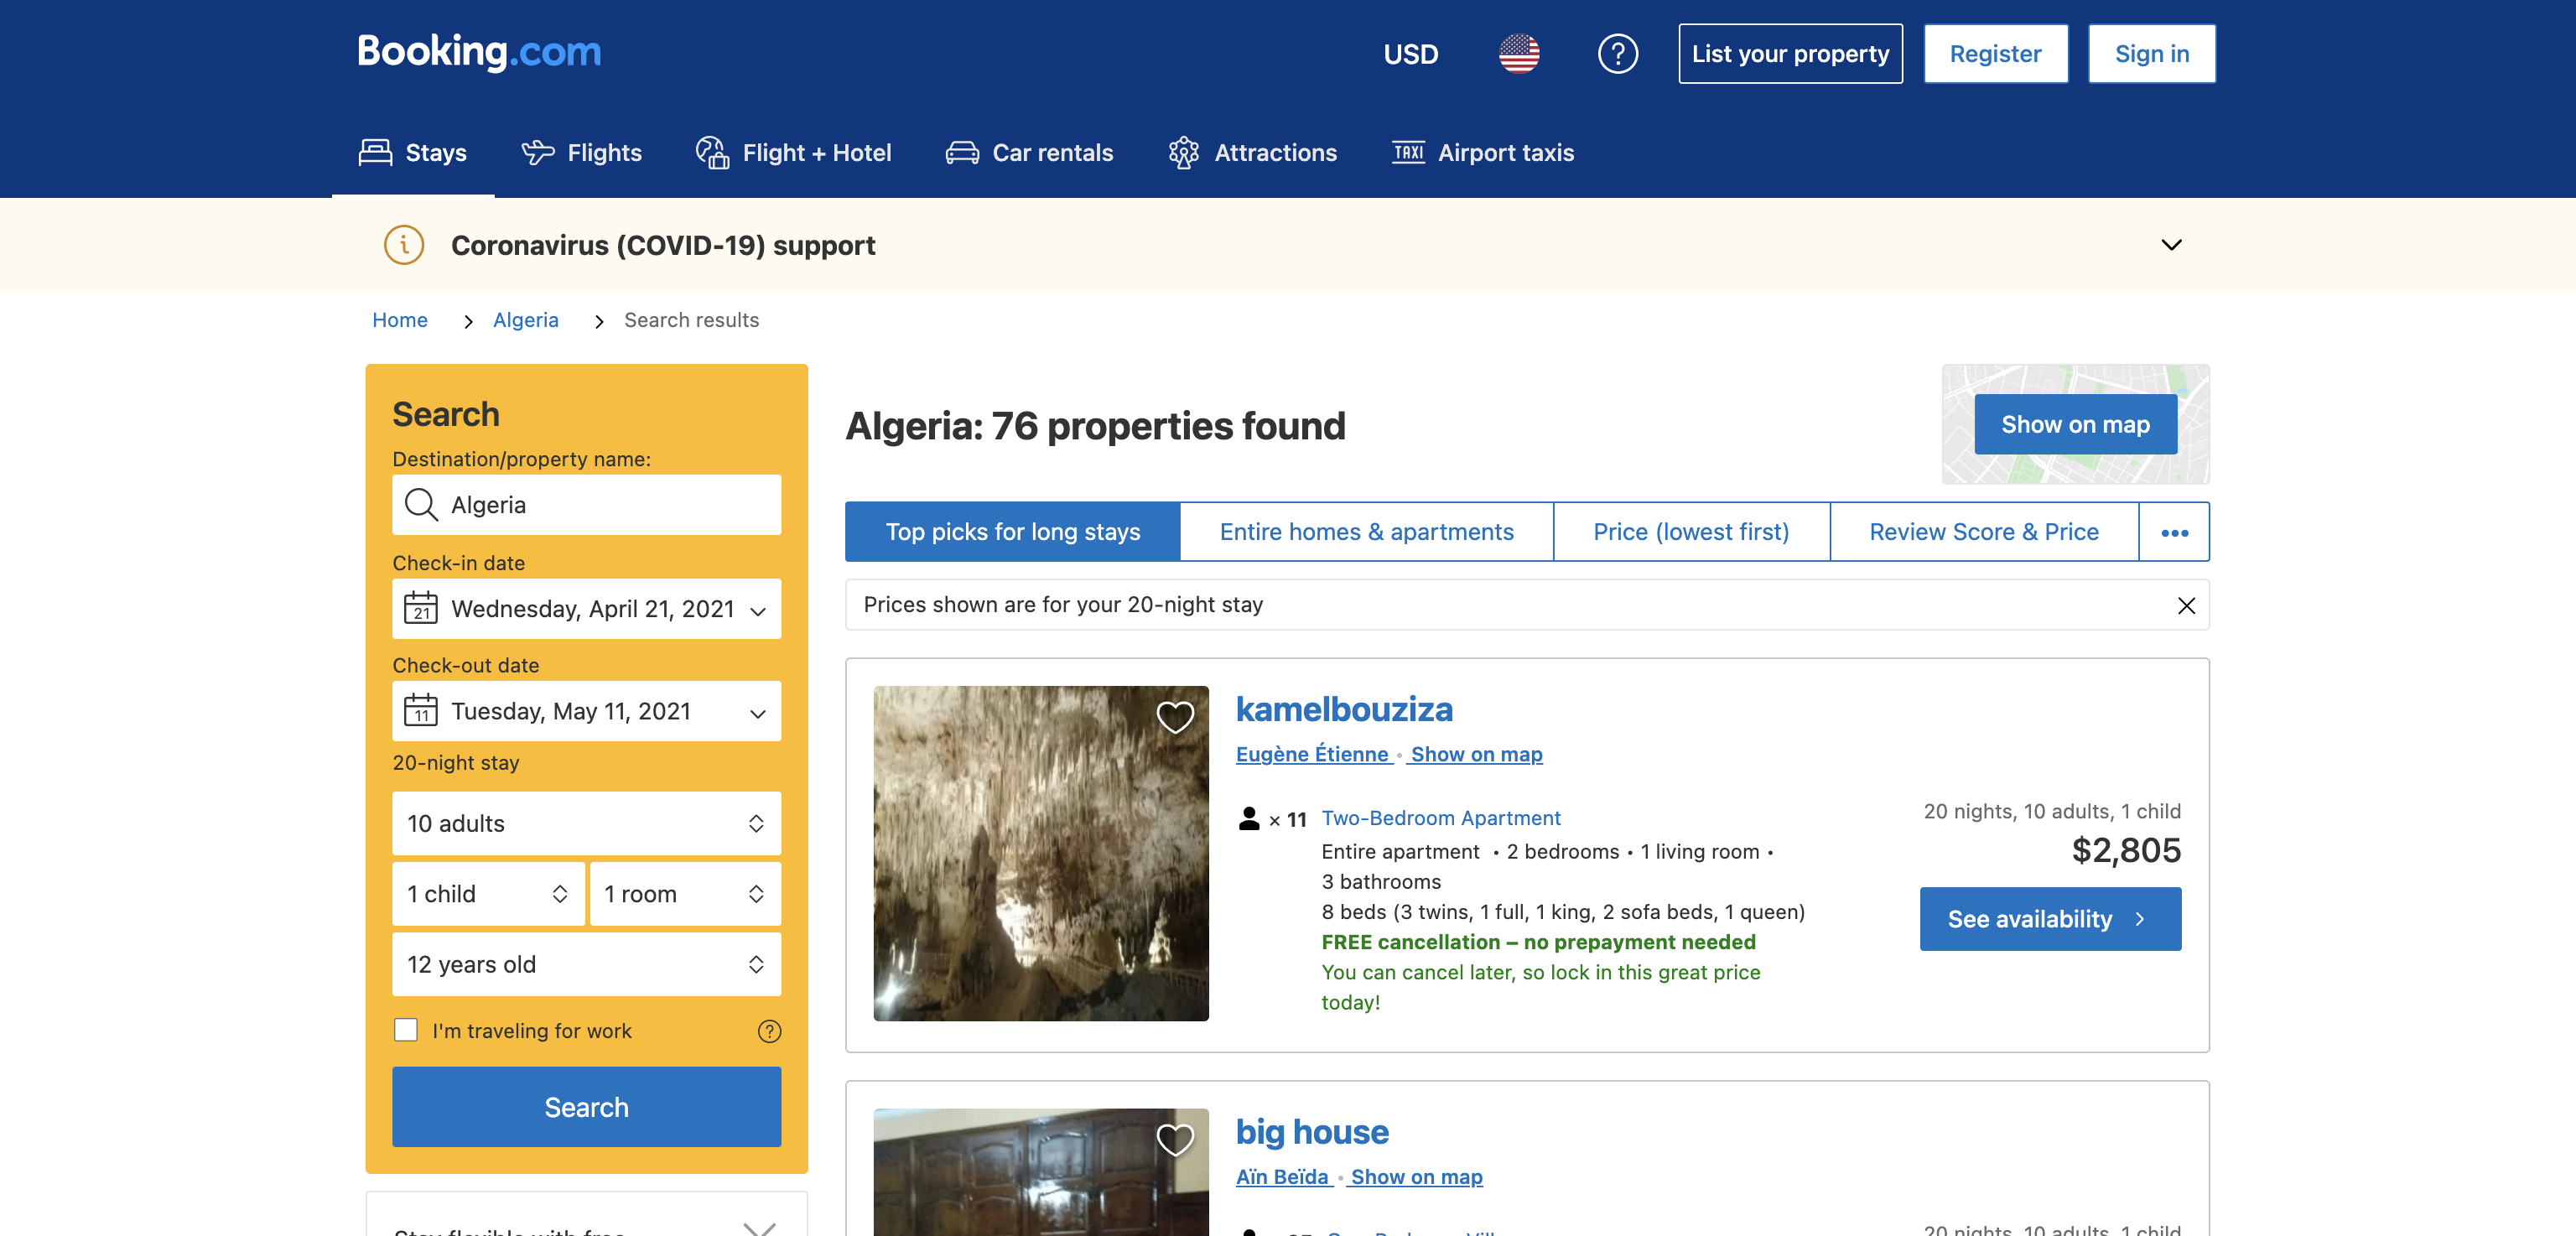 Booking.com
USD
List your property
Register
Sign in
Stays
Flights
Flight + Hotel
Car rentals
Attractions
TAXI Airport taxis
Coronavirus (COVID-19) support
Home
Algeria
Search results
Search
Destination/property name:
Algeria
Check-in date
21 Wednesday, April 21, 2021
Check-out date
11 Tuesday, May 11, 2021
20-night stay
10 adults
1 child
1 room
12 years old
I'm traveling for work
Search
Algeria: 76 properties found
Show on map
Top picks for long stays
Entire homes & apartments
Price (lowest first)
Review Score & Price
Prices shown are for your 20-night stay
kamelbouziza
Eugène Étienne • Show on map
× 11 Two-Bedroom Apartment
Entire apartment • 2 bedrooms • 1 living room •
3 bathrooms
8 beds (3 twins, 1 full, 1 king, 2 sofa beds, 1 queen)
FREE cancellation – no prepayment needed
You can cancel later, so lock in this great price
today!
20 nights, 10 adults, 1 child
$2,805
See availability
big house
Aïn Beïda • Show on map
20 nights, 10 adults, 1 child